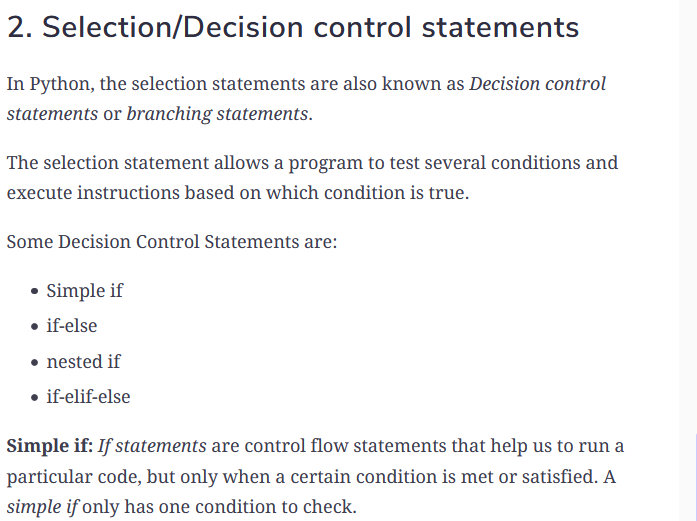 2. Selection/Decision control statements
In Python, the selection statements are also known as Decision control
statements or branching statements.
The selection statement allows a program to test several conditions and
execute instructions based on which condition is true.
Some Decision Control Statements are:
• Simple if
• if-else
• nested if
• if-elif-else
Simple if: If statements are control flow statements that help us to run a
particular code, but only when a certain condition is met or satisfied. A
simple if only has one condition to check.